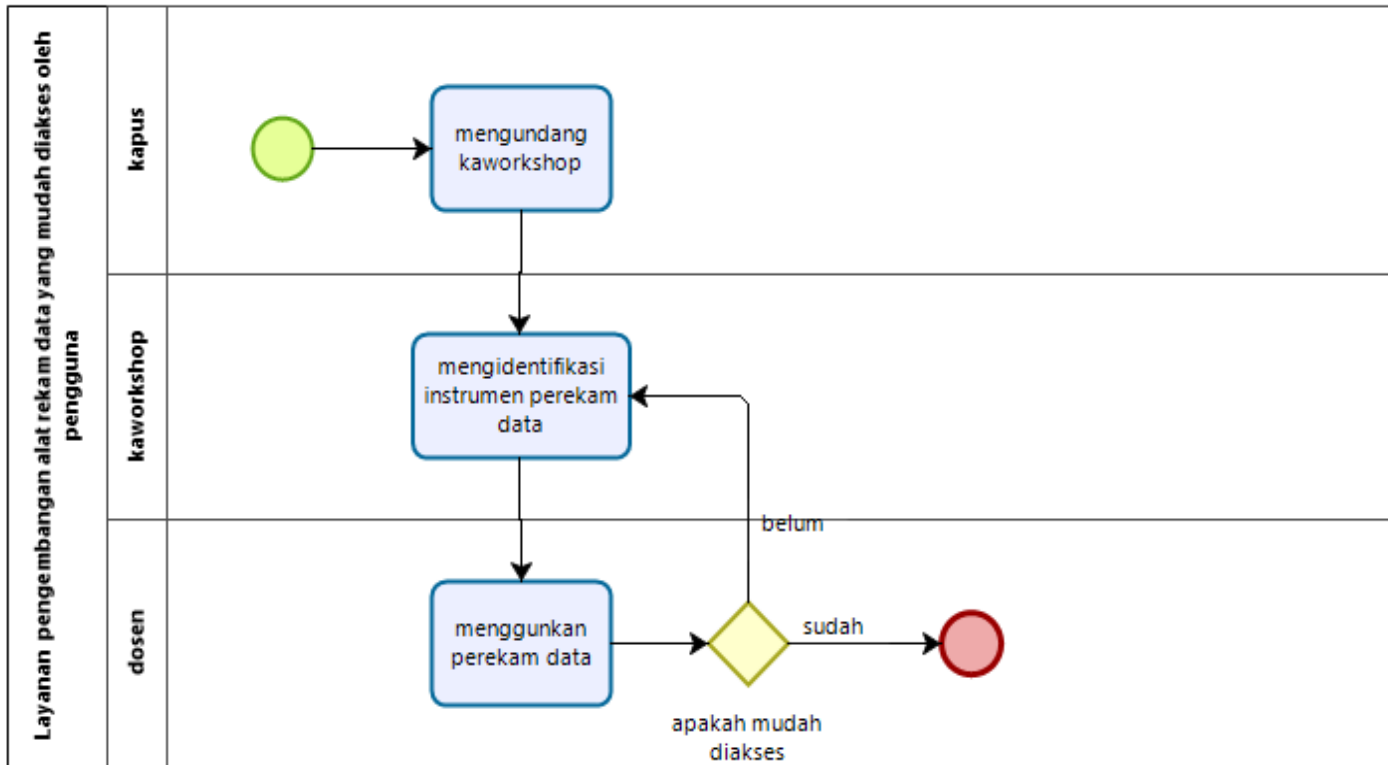 Layanan pengembangan alat rekam data yang mudah diakses oleh
pengguna
kapus
mengundang
kaworkshop
kaworkshop
mengidentifikasi
instrumen perekam
data
belum
dosen
menggunkan
perekam data
sudah
apakah mudah
diakses